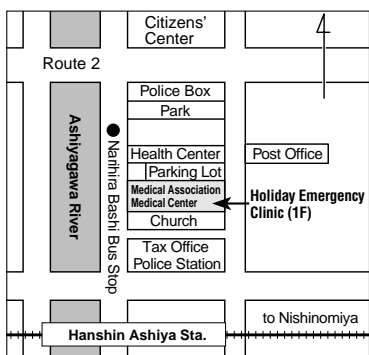 Citizens'
Center
Route 2
Police Box
Park
Ashiyagawa River
Narihira Bashi Bus Stop
Health Center
Post Office
Parking Lot
Medical Association
Medical Center
Holiday Emergency
Clinic (1F)
Church
Tax Office
Police Station
to Nishinomiya
Hanshin Ashiya Sta.